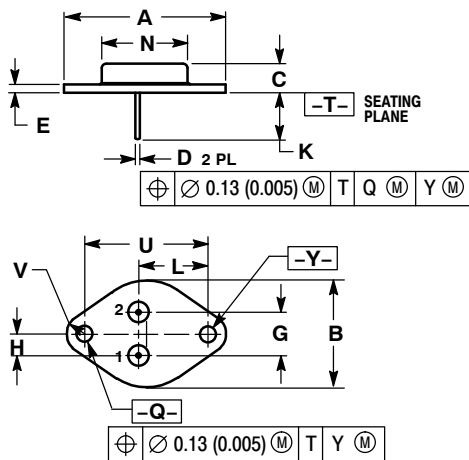 A
N
C
E
-T- SEATING
PLANE
D 2 PL
K
⌖ ∅ 0.13 (0.005) Ⓜ T Q Ⓜ Y Ⓜ
U
V
L
-Y-
2
G
B
H
1
-Q-
⌖ ∅ 0.13 (0.005) Ⓜ T Y Ⓜ